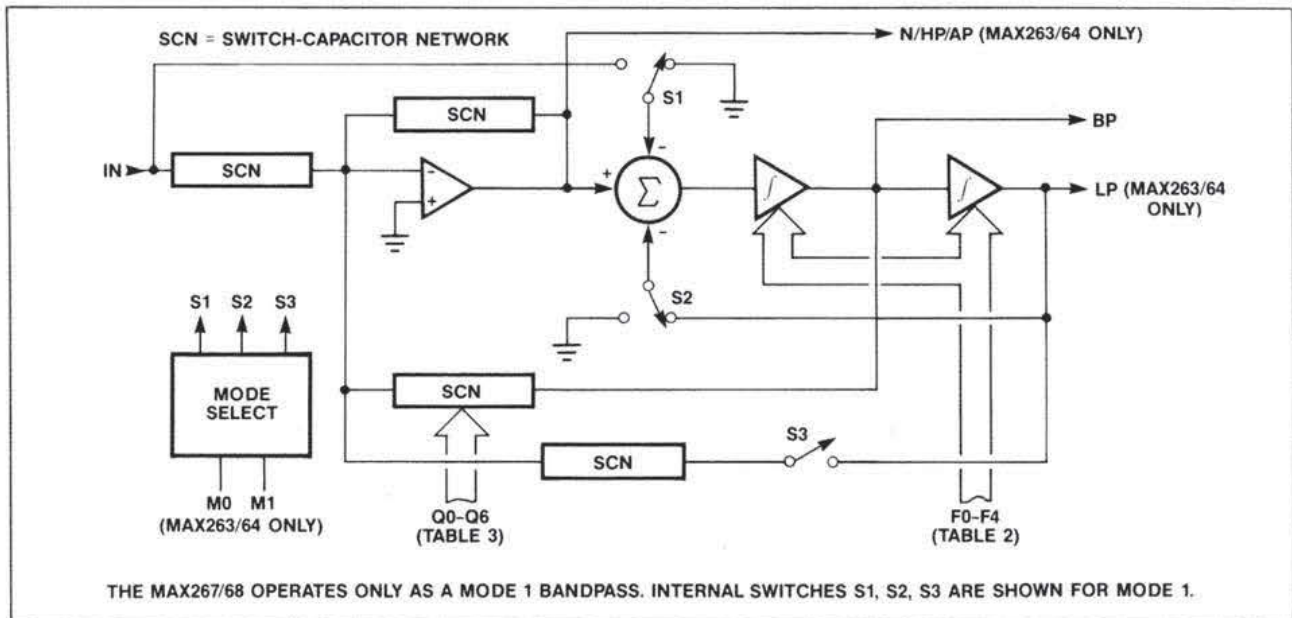 SCN = SWITCH-CAPACITOR NETWORK
N/HP/AP (MAX263/64 ONLY)
S1
SCN
BP
IN
SCN
-
+
+
-
Σ
-
∫
∫
LP (MAX263/64
ONLY)
S2
S1 S2 S3
MODE
SELECT
SCN
S3
SCN
M0 M1
(MAX263/64 ONLY)
Q0-Q6
(TABLE 3)
F0-F4
(TABLE 2)
THE MAX267/68 OPERATES ONLY AS A MODE 1 BANDPASS. INTERNAL SWITCHES S1, S2, S3 ARE SHOWN FOR MODE 1.